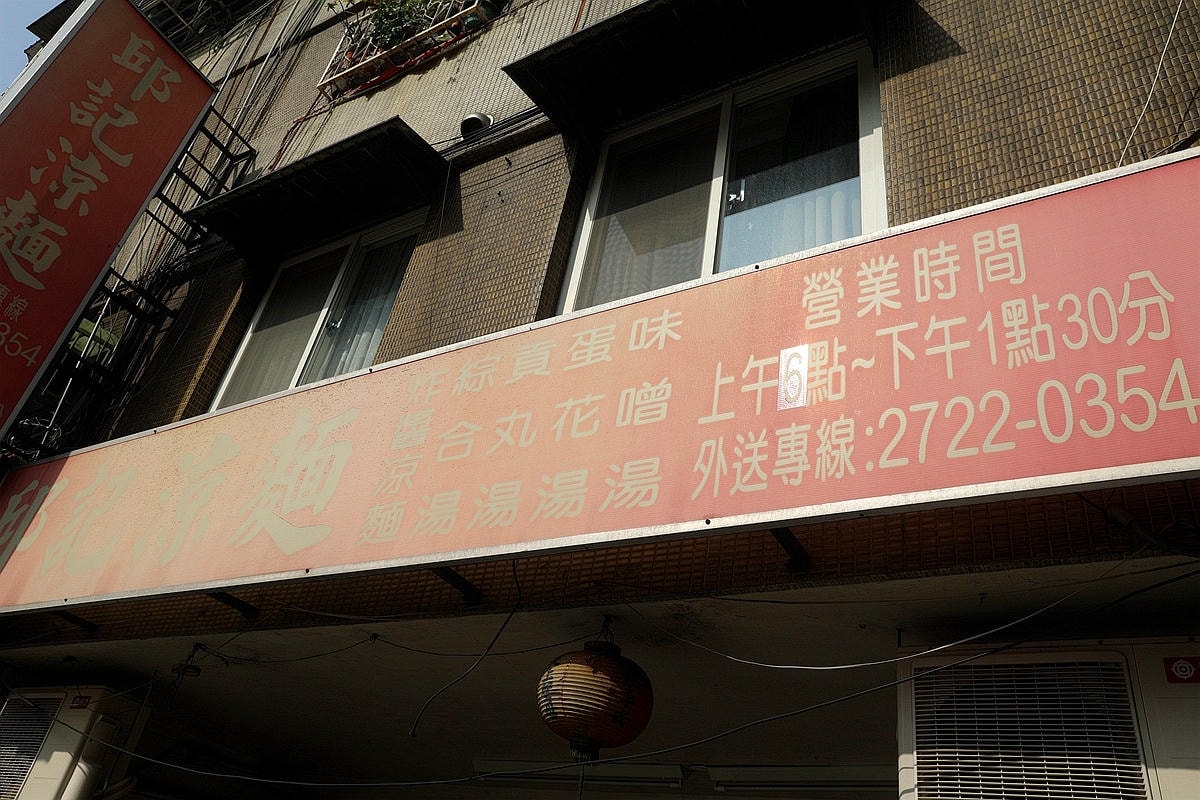 邱記涼麵
專線
354
邱記涼麵
炸醬涼麵
綜合湯
貢丸湯
蛋花湯
味噌湯
營業時間
上午6點~下午1點30分
外送專線:2722-0354